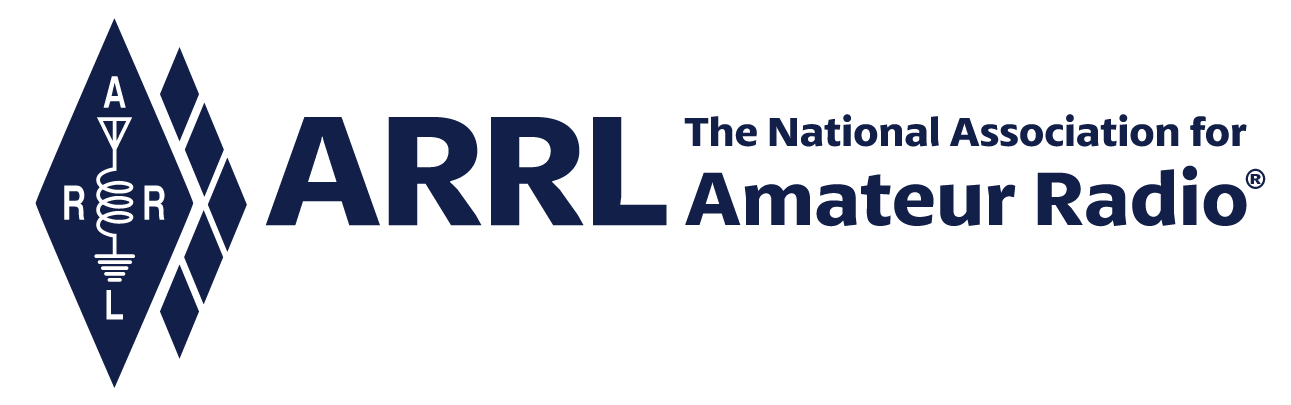 A
R R
L
ARRL
The National Association for
Amateur Radio®